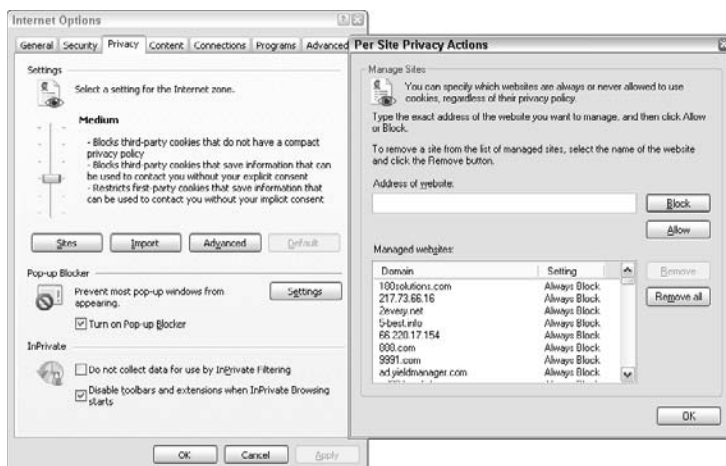 Internet Options
General Security Privacy Content Connections Programs Advanced
Settings
Select a setting for the Internet zone.
Medium
- Blocks third-party cookies that do not have a compact
privacy policy
- Blocks third-party cookies that save information that can
be used to contact you without your explicit consent
- Restricts first-party cookies that save information that
can be used to contact you without your implicit consent
Sites Import Advanced Default
Pop-up Blocker
Prevent most pop-up windows from
appearing.
Settings
Turn on Pop-up Blocker
InPrivate
Do not collect data for use by InPrivate Filtering
Disable toolbars and extensions when InPrivate Browsing
starts
OK Cancel Apply
Per Site Privacy Actions
Manage Sites
You can specify which websites are always or never allowed to use
cookies, regardless of their privacy policy.
Type the exact address of the website you want to manage, and then click Allow
or Block.
To remove a site from the list of managed sites, select the name of the website
and click the Remove button.
Address of website:
Block
Allow
Managed websites:
Domain Setting
Remove
180solutions.com Always Block
Remove all
217.73.66.16 Always Block
2every.net Always Block
5-best.info Always Block
66.220.17.154 Always Block
888.com Always Block
9991.com Always Block
ad.yieldmanager.com Always Block
OK